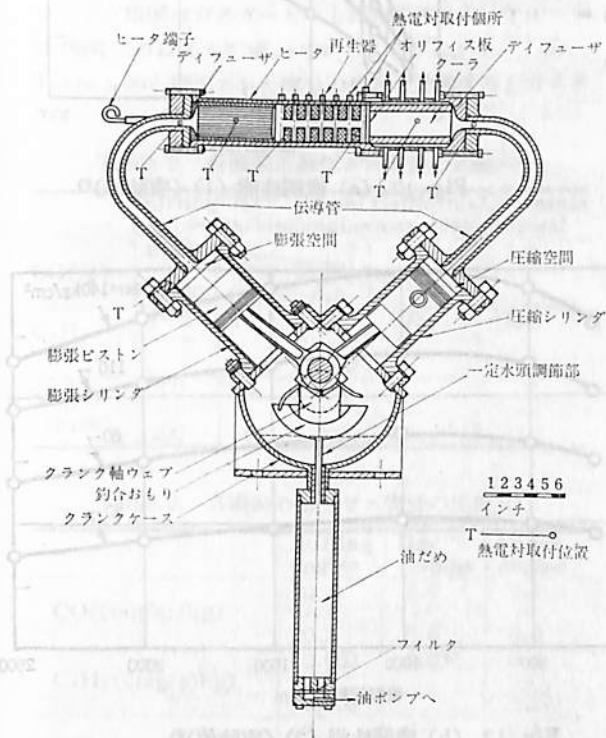 熱電対取付個所
ヒータ端子
再生器
オリフィス板
ディフューザ
ヒータ
クーラ
ディフューザ
T
T
T
T
T
T
伝導管
膨張空間
圧縮空間
T
圧縮シリンダ
膨張ピストン
一定水頭調節部
膨張シリンダ
クランク軸ウェブ
釣合おもり
クランクケース
1 2 3 4 5 6
インチ
T
熱電対取付位置
油だめ
フィルタ
油ポンプへ